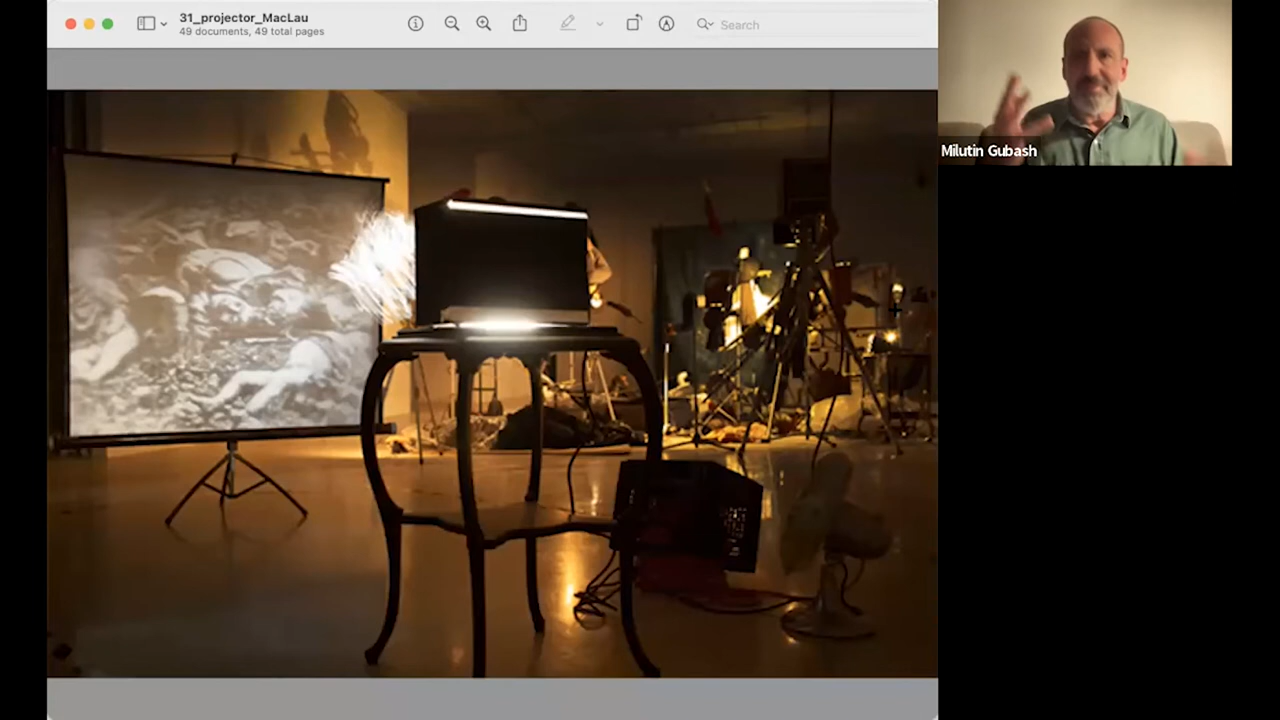 31_projector_MacLau
49 documents, 49 total pages
Search
Milutin Gubash